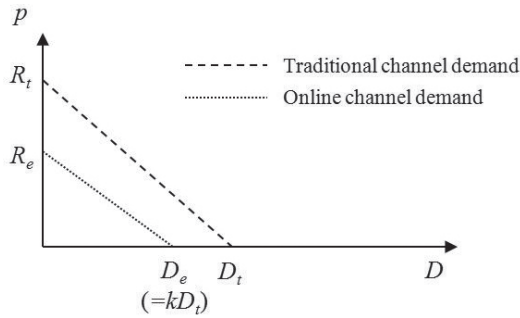 p
R_t
Traditional channel demand
Online channel demand
R_e
D_e D_t D
(=kD_t)